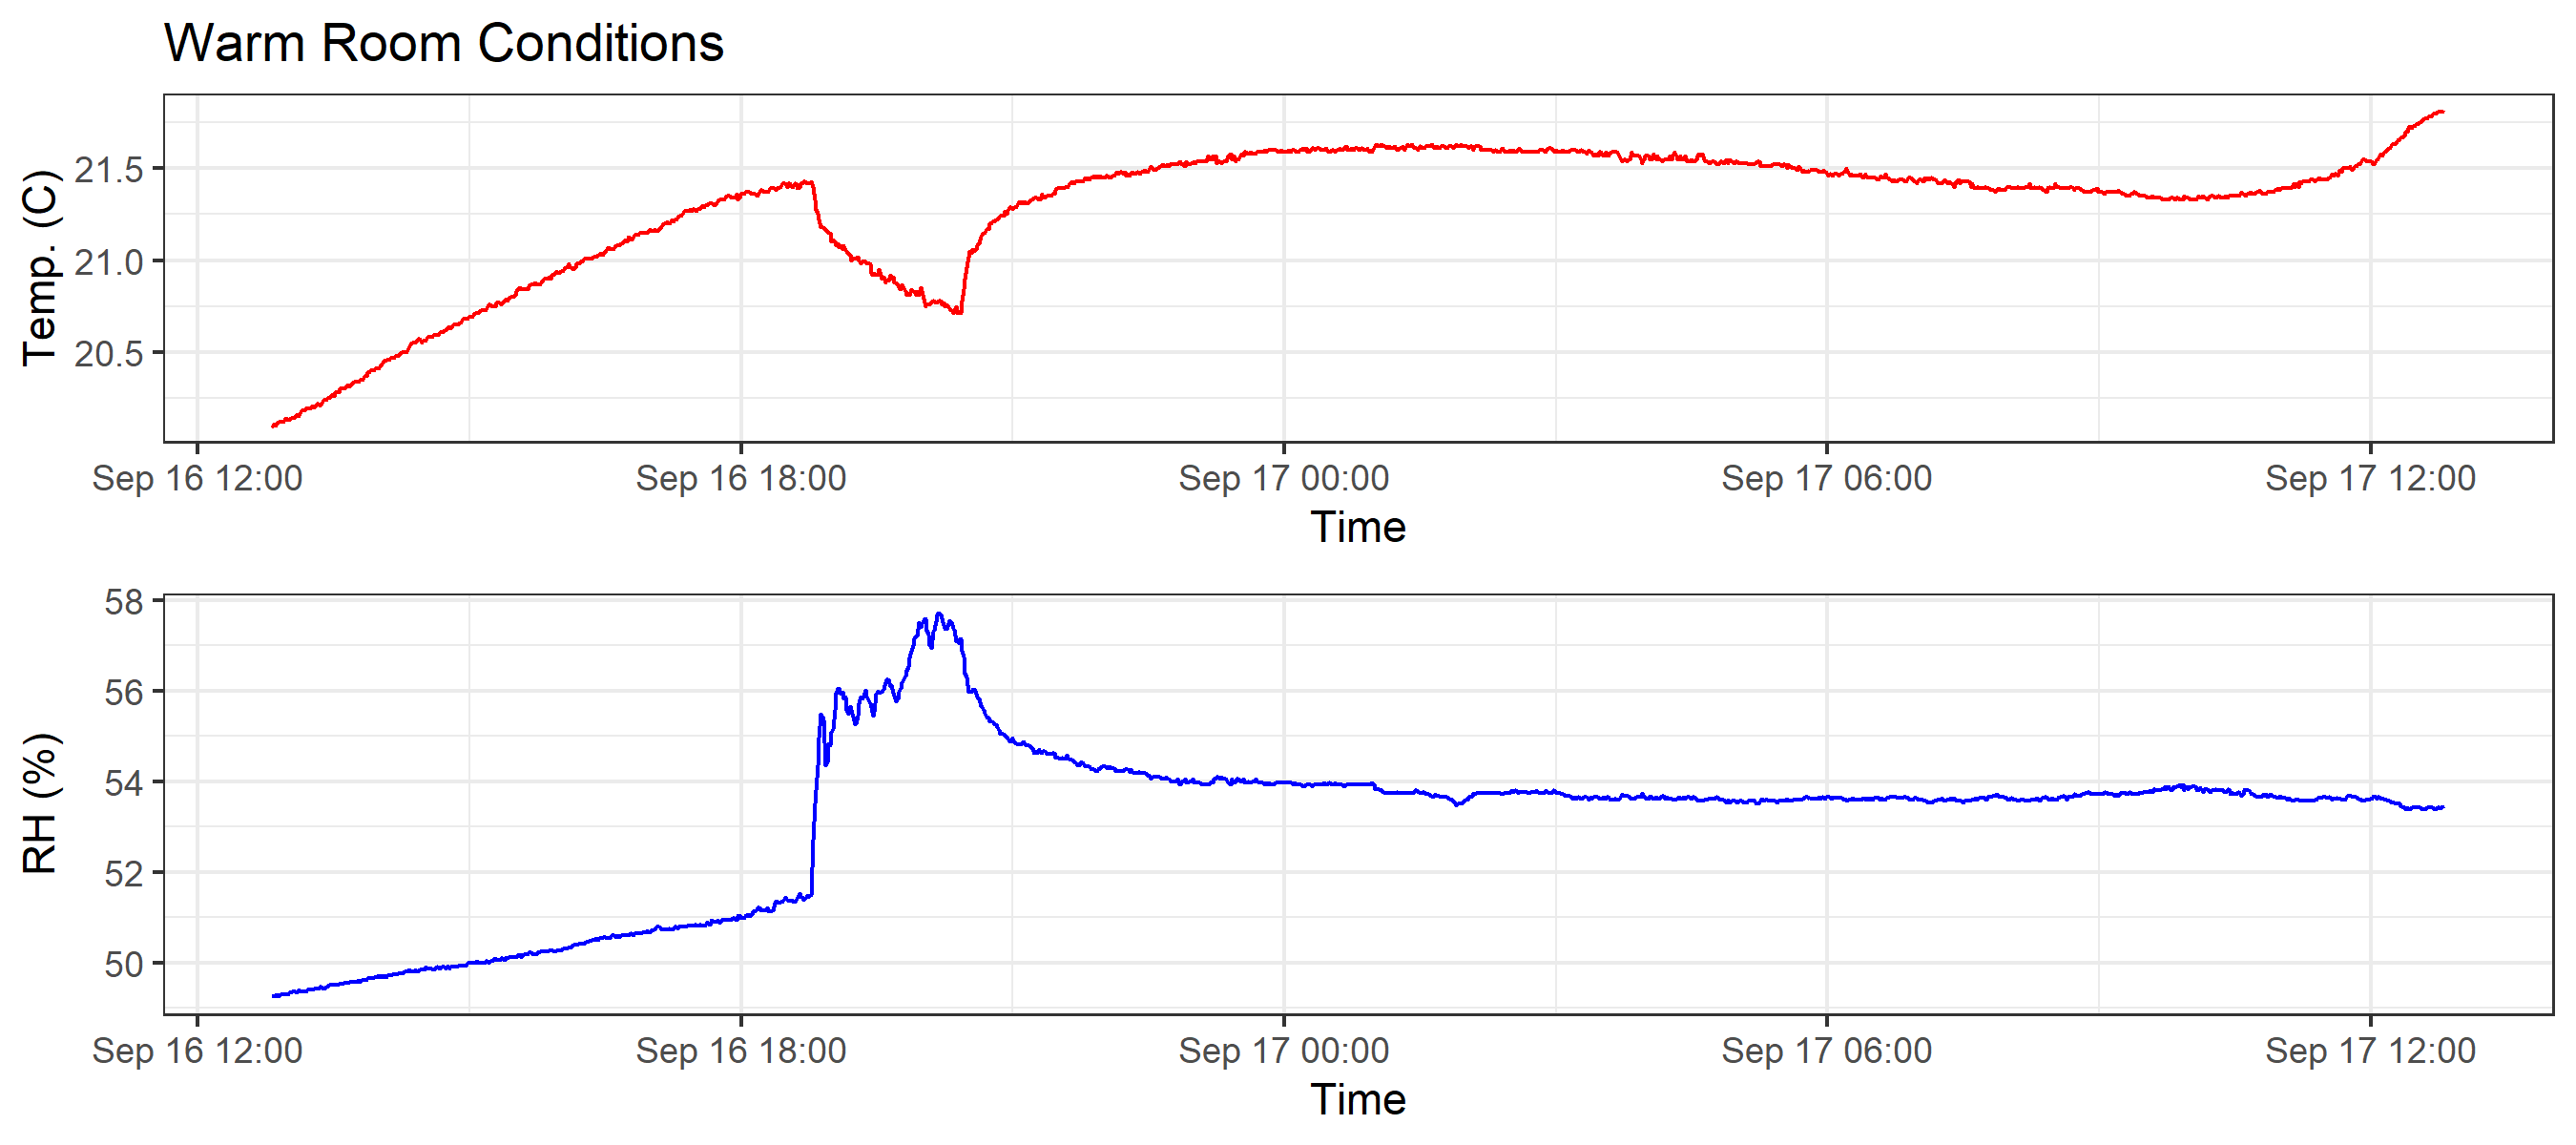 Warm Room Conditions
Temp. (C)
21.5
21.0
20.5
Sep 16 12:00 Sep 16 18:00 Sep 17 00:00 Sep 17 06:00 Sep 17 12:00
Time
RH (%)
58
56
54
52
50
Sep 16 12:00 Sep 16 18:00 Sep 17 00:00 Sep 17 06:00 Sep 17 12:00
Time